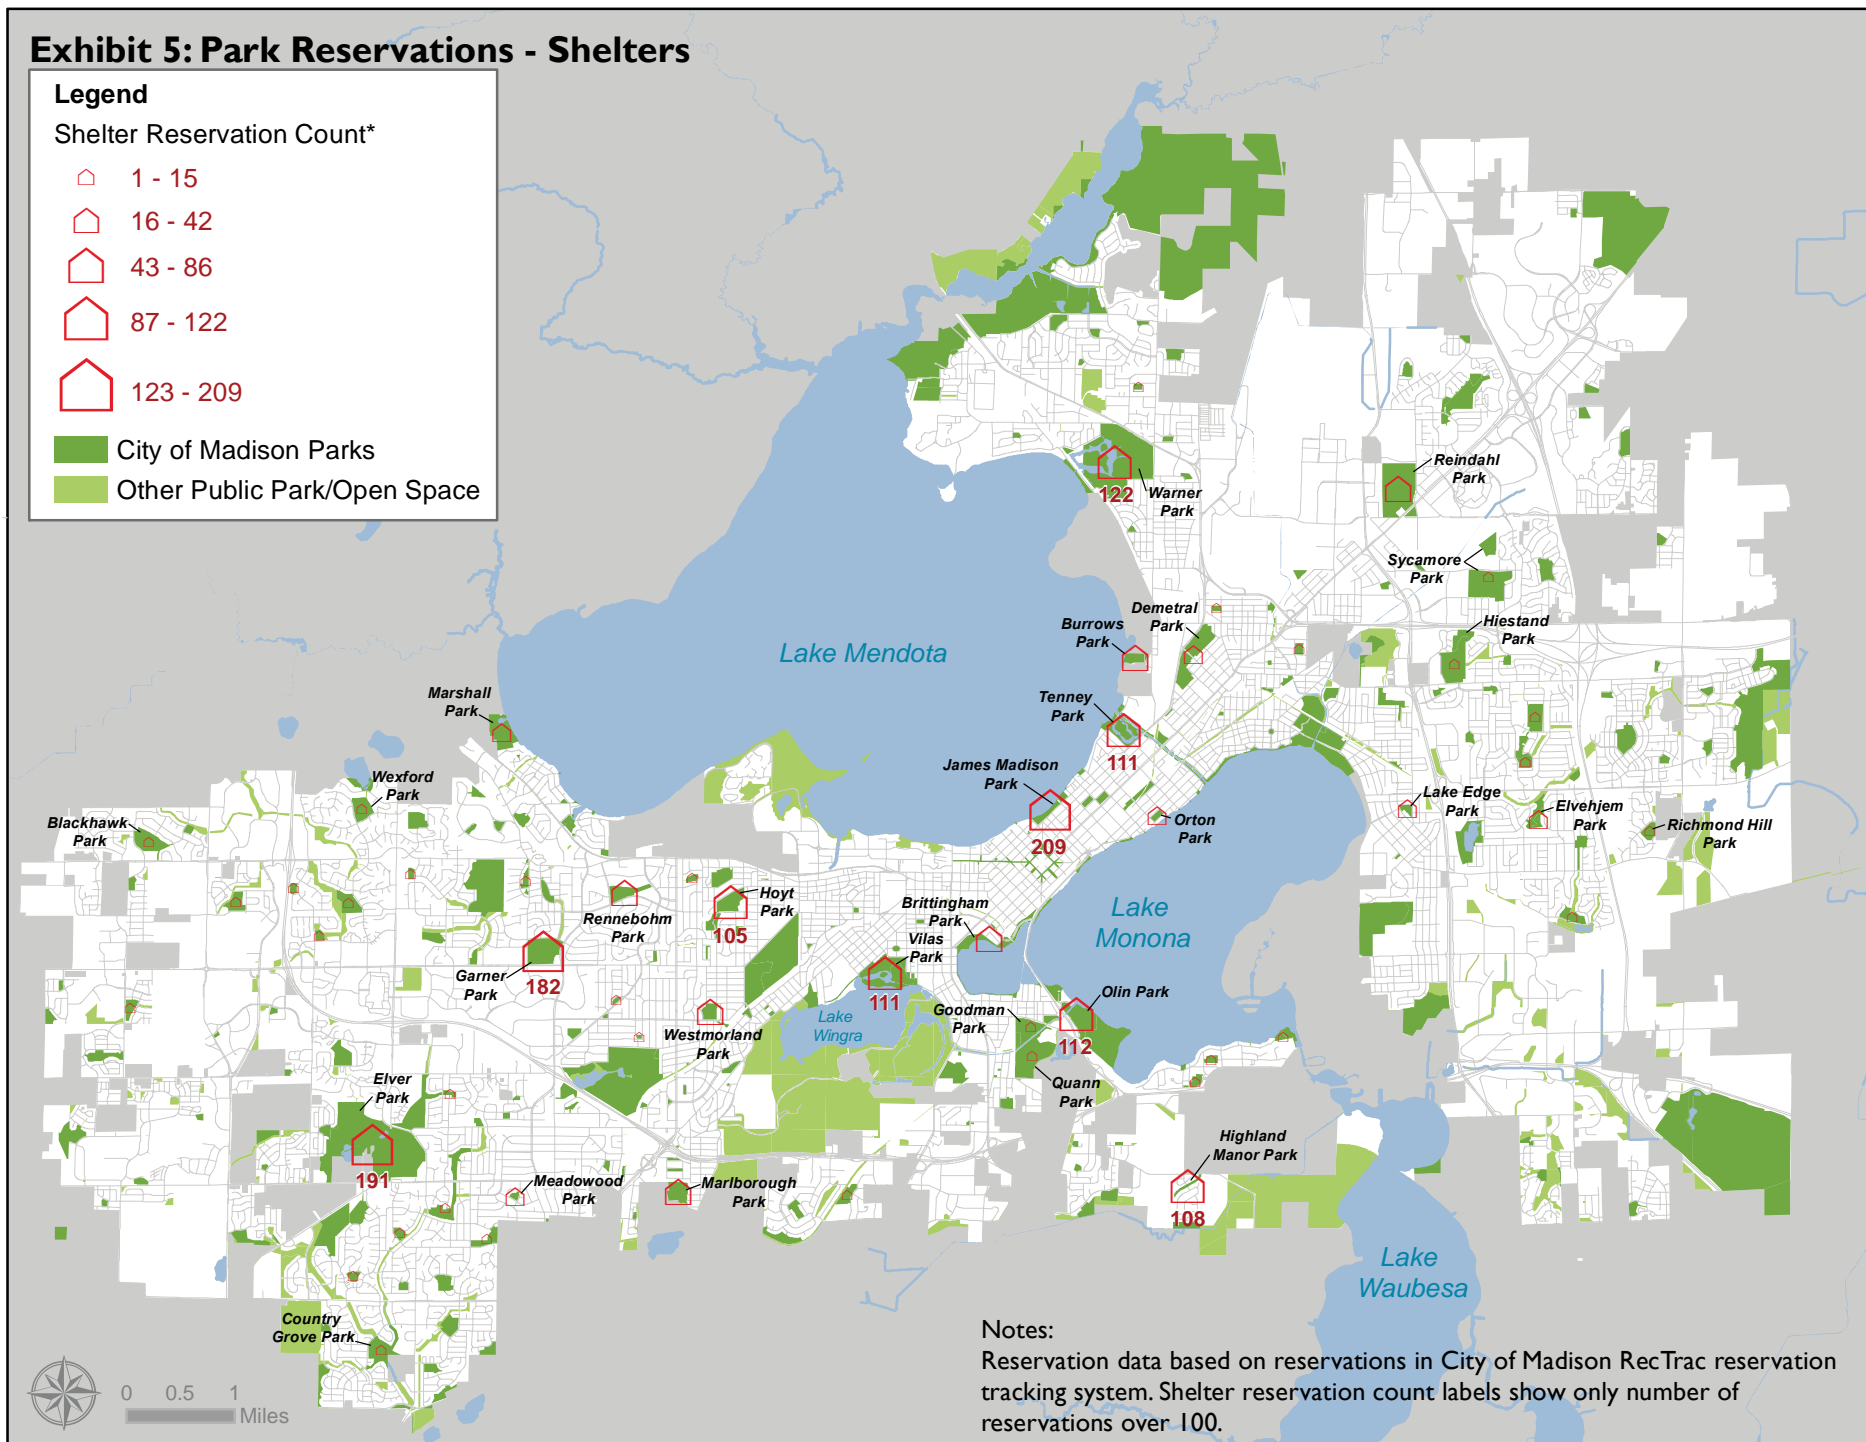 Exhibit 5: Park Reservations - Shelters
Legend
Shelter Reservation Count*
1 - 15
16 - 42
43 - 86
87 - 122
123 - 209
City of Madison Parks
Other Public Park/Open Space
Reindahl
Park
122
Warner
Park
Sycamore
Park
Demetral
Park
Burrows
Park
Hiestand
Park
Lake Mendota
Marshall
Park
Tenney
Park
111
James Madison
Park
209
Wexford
Park
Blackhawk
Park
Orton
Park
Lake Edge
Park
Elvehjem
Park
Richmond Hill
Park
Rennebohm
Park
Hoyt
Park
105
Brittingham
Park
Vilas
Park
111
Lake
Monona
Garner
Park
182
Olin Park
112
Goodman
Park
Lake
Wingra
Westmorland
Park
Quann
Park
Elver
Park
191
Highland
Manor Park
108
Meadowood
Park
Marlborough
Park
Lake
Waubesa
Country
Grove Park
0 0.5 1
Miles
Notes:
Reservation data based on reservations in City of Madison RecTrac reservation
tracking system. Shelter reservation count labels show only number of
reservations over 100.